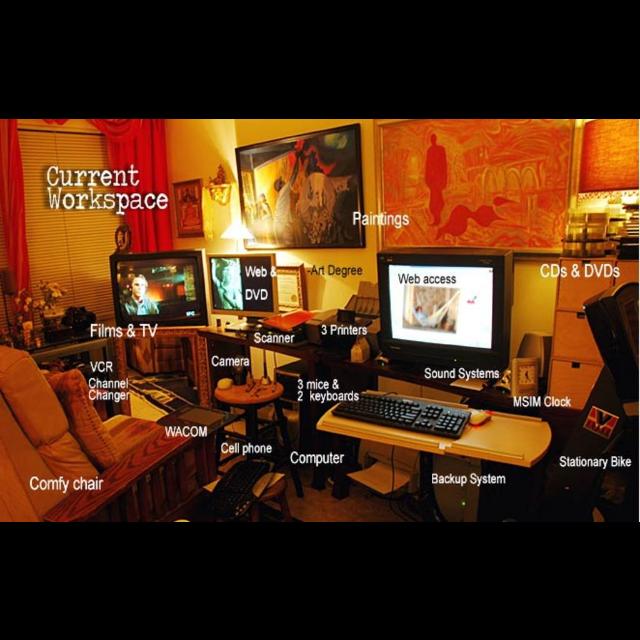 Current
Workspace
Paintings
Web &
DVD
-Art Degree
Web access
CDs & DVDs
Films & TV
Scanner
3 Printers
VCR
Channel
Changer
Camera
3 mice &
2 keyboards
Sound Systems
MSIM Clock
WACOM
Cell phone
Computer
Stationary Bike
Comfy chair
Backup System